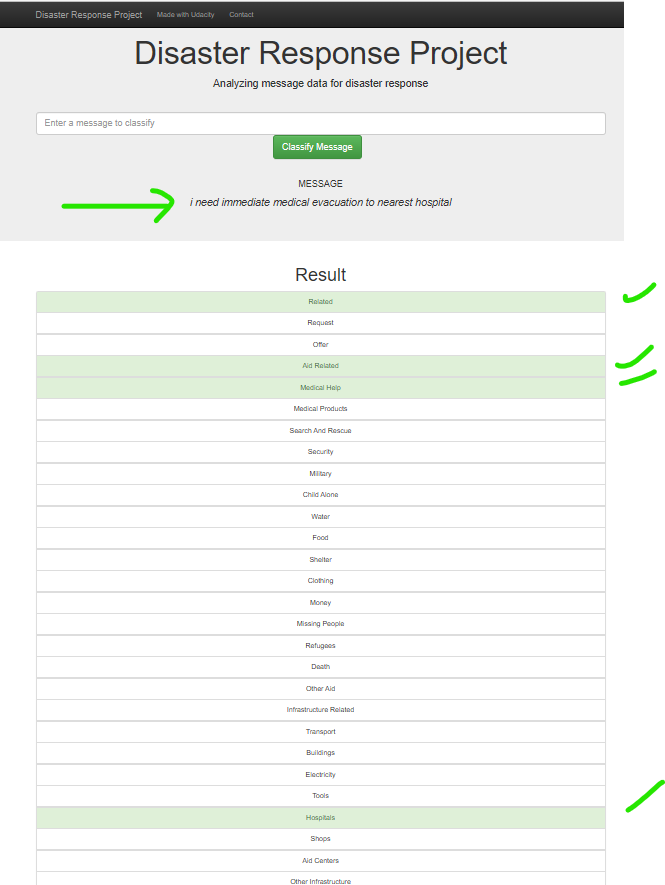 Disaster Response Project Made with Udacity Contact
Disaster Response Project
Analyzing message data for disaster response
Enter a message to classify
Classify Message
MESSAGE
i need immediate medical evacuation to nearest hospital
Result
Related
Request
Offer
Aid Related
Medical Help
Medical Products
Search And Rescue
Security
Military
Child Alone
Water
Food
Shelter
Clothing
Money
Missing People
Refugees
Death
Other Aid
Infrastructure Related
Transport
Buildings
Electricity
Tools
Hospitals
Shops
Aid Centers
Other Infrastructure